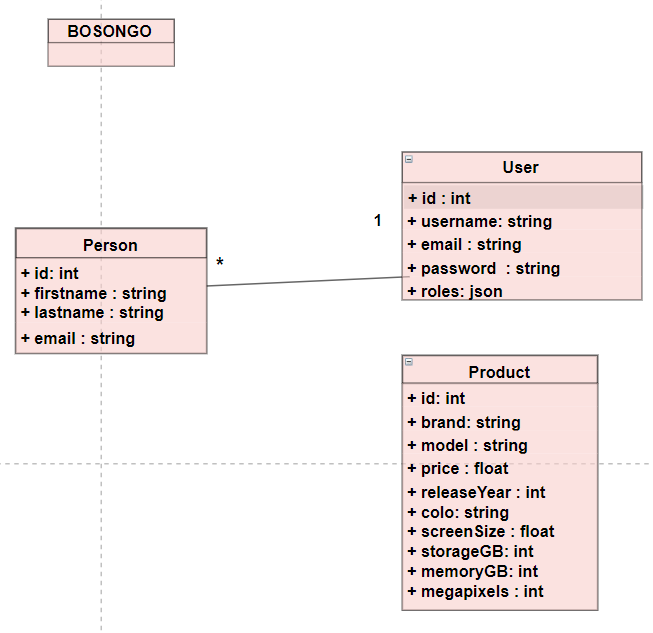 BOSONGO
Person
+ id: int
+ firstname : string
+ lastname : string
+ email : string
*
1
User
+ id : int
+ username: string
+ email : string
+ password : string
+ roles: json
Product
+ id: int
+ brand: string
+ model : string
+ price : float
+ releaseYear : int
+ colo: string
+ screenSize : float
+ storageGB: int
+ memoryGB: int
+ megapixels : int